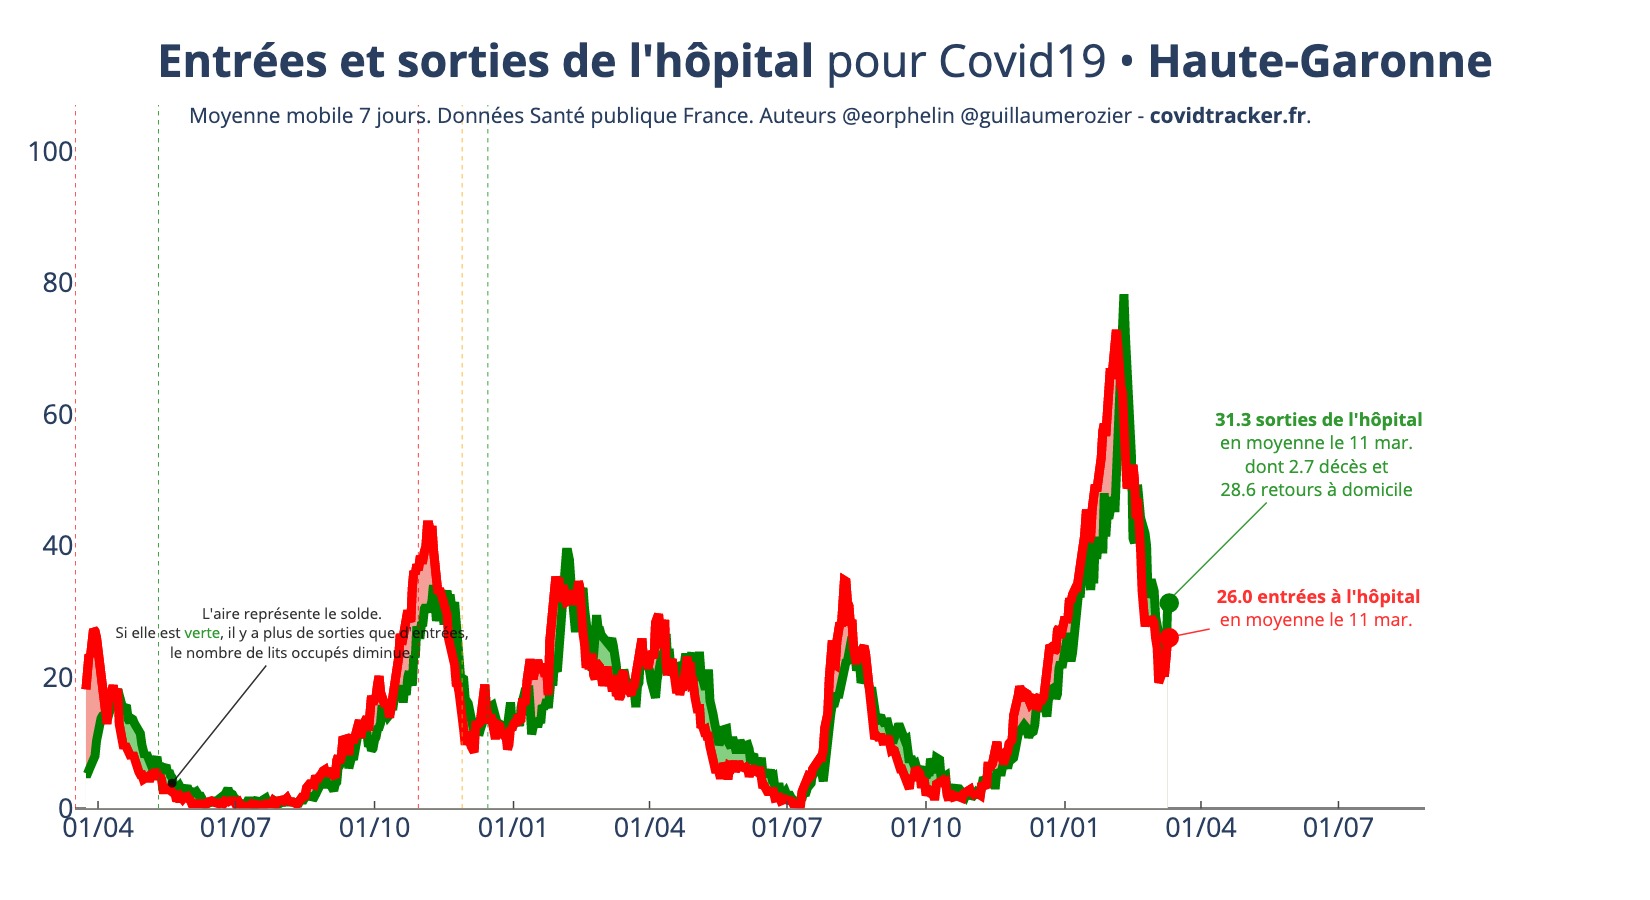 Entrées et sorties de l'hôpital pour Covid19 • Haute-Garonne
Moyenne mobile 7 jours. Données Santé publique France. Auteurs @eorphelin @guillaumerozier - covidtracker.fr.
100
80
60
40
20
0
31.3 sorties de l'hôpital
en moyenne le 11 mar.
dont 2.7 décès et
28.6 retours à domicile
26.0 entrées à l'hôpital
en moyenne le 11 mar.
L'aire représente le solde.
Si elle est verte, il y a plus de sorties que d'entrées,
le nombre de lits occupés diminue.
01/04 01/07 01/10 01/01 01/04 01/07 01/10 01/01 01/04 01/07